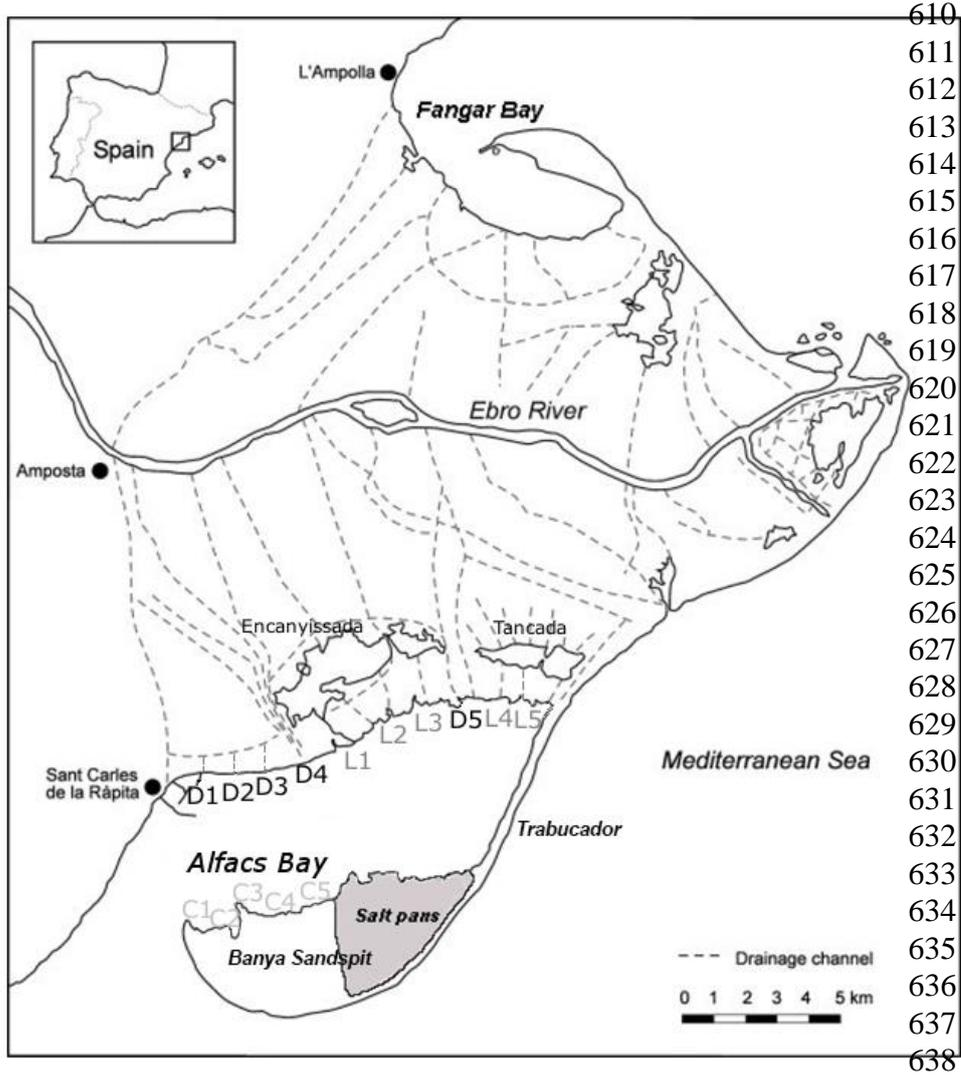 610
611
612
613
614
615
616
617
618
619
620
621
622
623
624
625
626
627
628
629
630
631
632
633
634
635
636
637
638
L'Ampolla
Fangar Bay
Spain
Ebro River
Amposta
Encanyissada
Tancada
L2 L3 D5 L4 L5
L1
D4
Sant Carles
de la Ràpita
D1 D2 D3
Mediterranean Sea
Trabucador
Alfacs Bay
C1 C2 C3 C4 C5
Salt pans
Banya Sandspit
Drainage channel
0 1 2 3 4 5 km